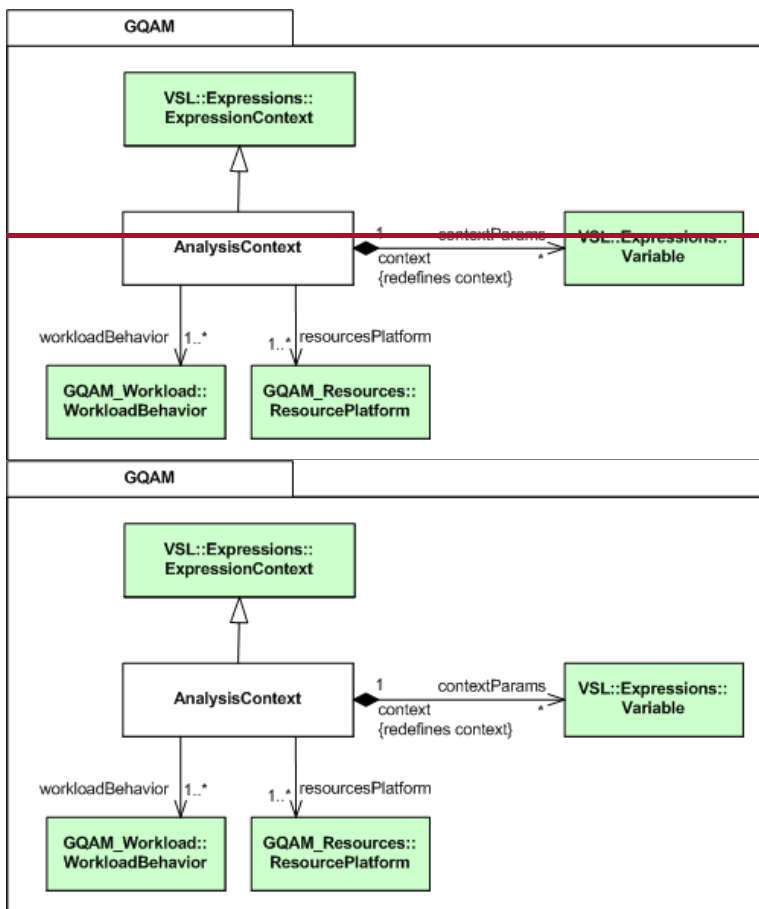 GQAM
VSL::Expressions::
ExpressionContext
AnalysisContext
1
contextParams
VSL::Expressions::
Variable
context
*
{redefines context}
workloadBehavior
1..*
1..*
resourcesPlatform
GQAM_Workload::
WorkloadBehavior
GQAM_Resources::
ResourcePlatform
GQAM
VSL::Expressions::
ExpressionContext
AnalysisContext
1
contextParams
VSL::Expressions::
Variable
context
*
{redefines context}
workloadBehavior
1..*
1..*
resourcesPlatform
GQAM_Workload::
WorkloadBehavior
GQAM_Resources::
ResourcePlatform